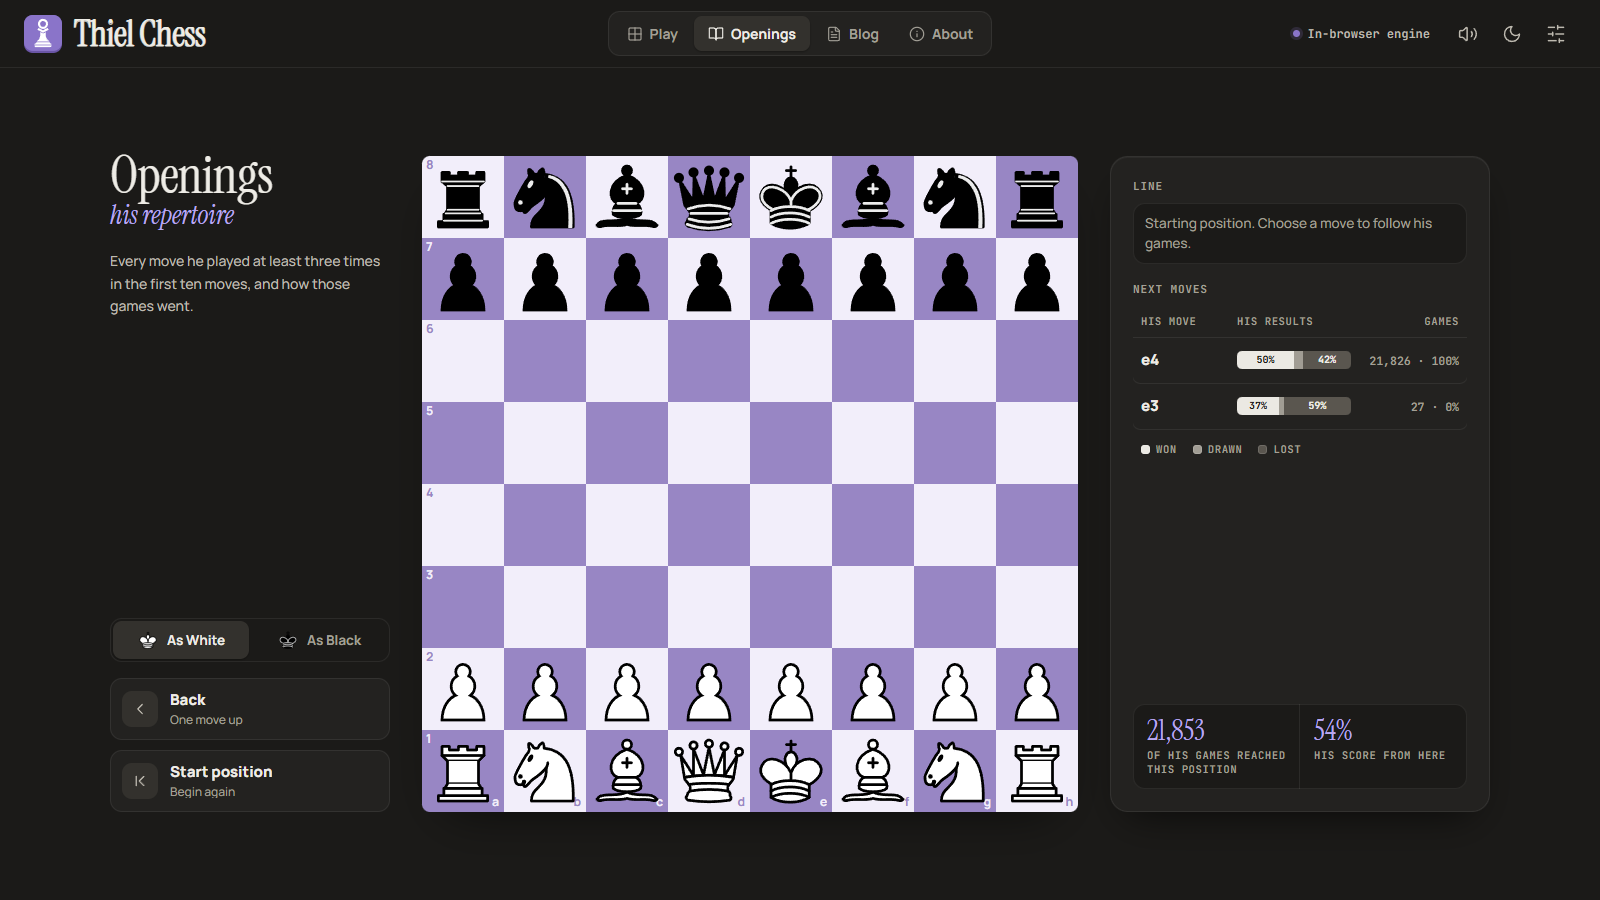 Thiel Chess
Play
Openings
Blog
About
In-browser engine
Openings
his repertoire
Every move he played at least three times
in the first ten moves, and how those
games went.
As White
As Black
Back
One move up
Start position
Begin again
8
7
6
5
4
3
2
1
a
b
c
d
e
f
g
h
LINE
Starting position. Choose a move to follow his
games.
NEXT MOVES
HIS MOVE
HIS RESULTS
GAMES
e4
50%
42%
21,826 · 100%
e3
37%
59%
27 · 0%
WON
DRAWN
LOST
21,853
OF HIS GAMES REACHED
THIS POSITION
54%
HIS SCORE FROM HERE